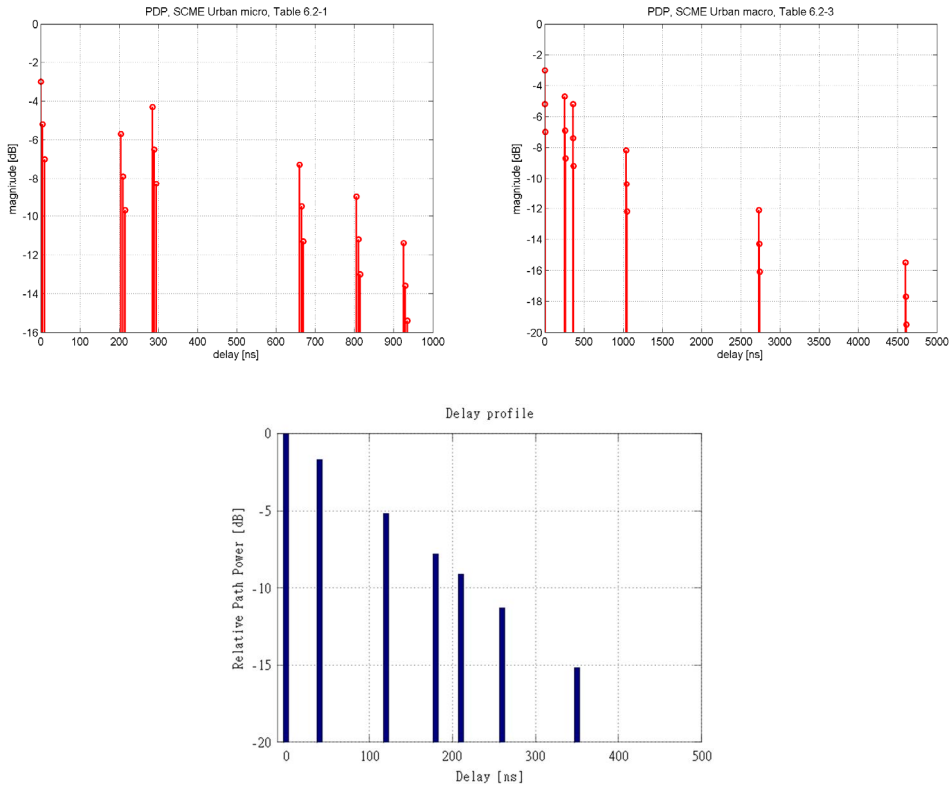 PDP, SCME Urban micro, Table 6.2-1
0
-2
-4
-6
-8
-10
-12
-14
-16
magnitude [dB]
0 100 200 300 400 500 600 700 800 900 1000
delay [ns]
PDP, SCME Urban macro, Table 6.2-3
0
-2
-4
-6
-8
-10
-12
-14
-16
-18
-20
magnitude [dB]
0 500 1000 1500 2000 2500 3000 3500 4000 4500 5000
delay [ns]
Delay profile
0
-5
-10
-15
-20
Relative Path Power [dB]
0 100 200 300 400 500
Delay [ns]